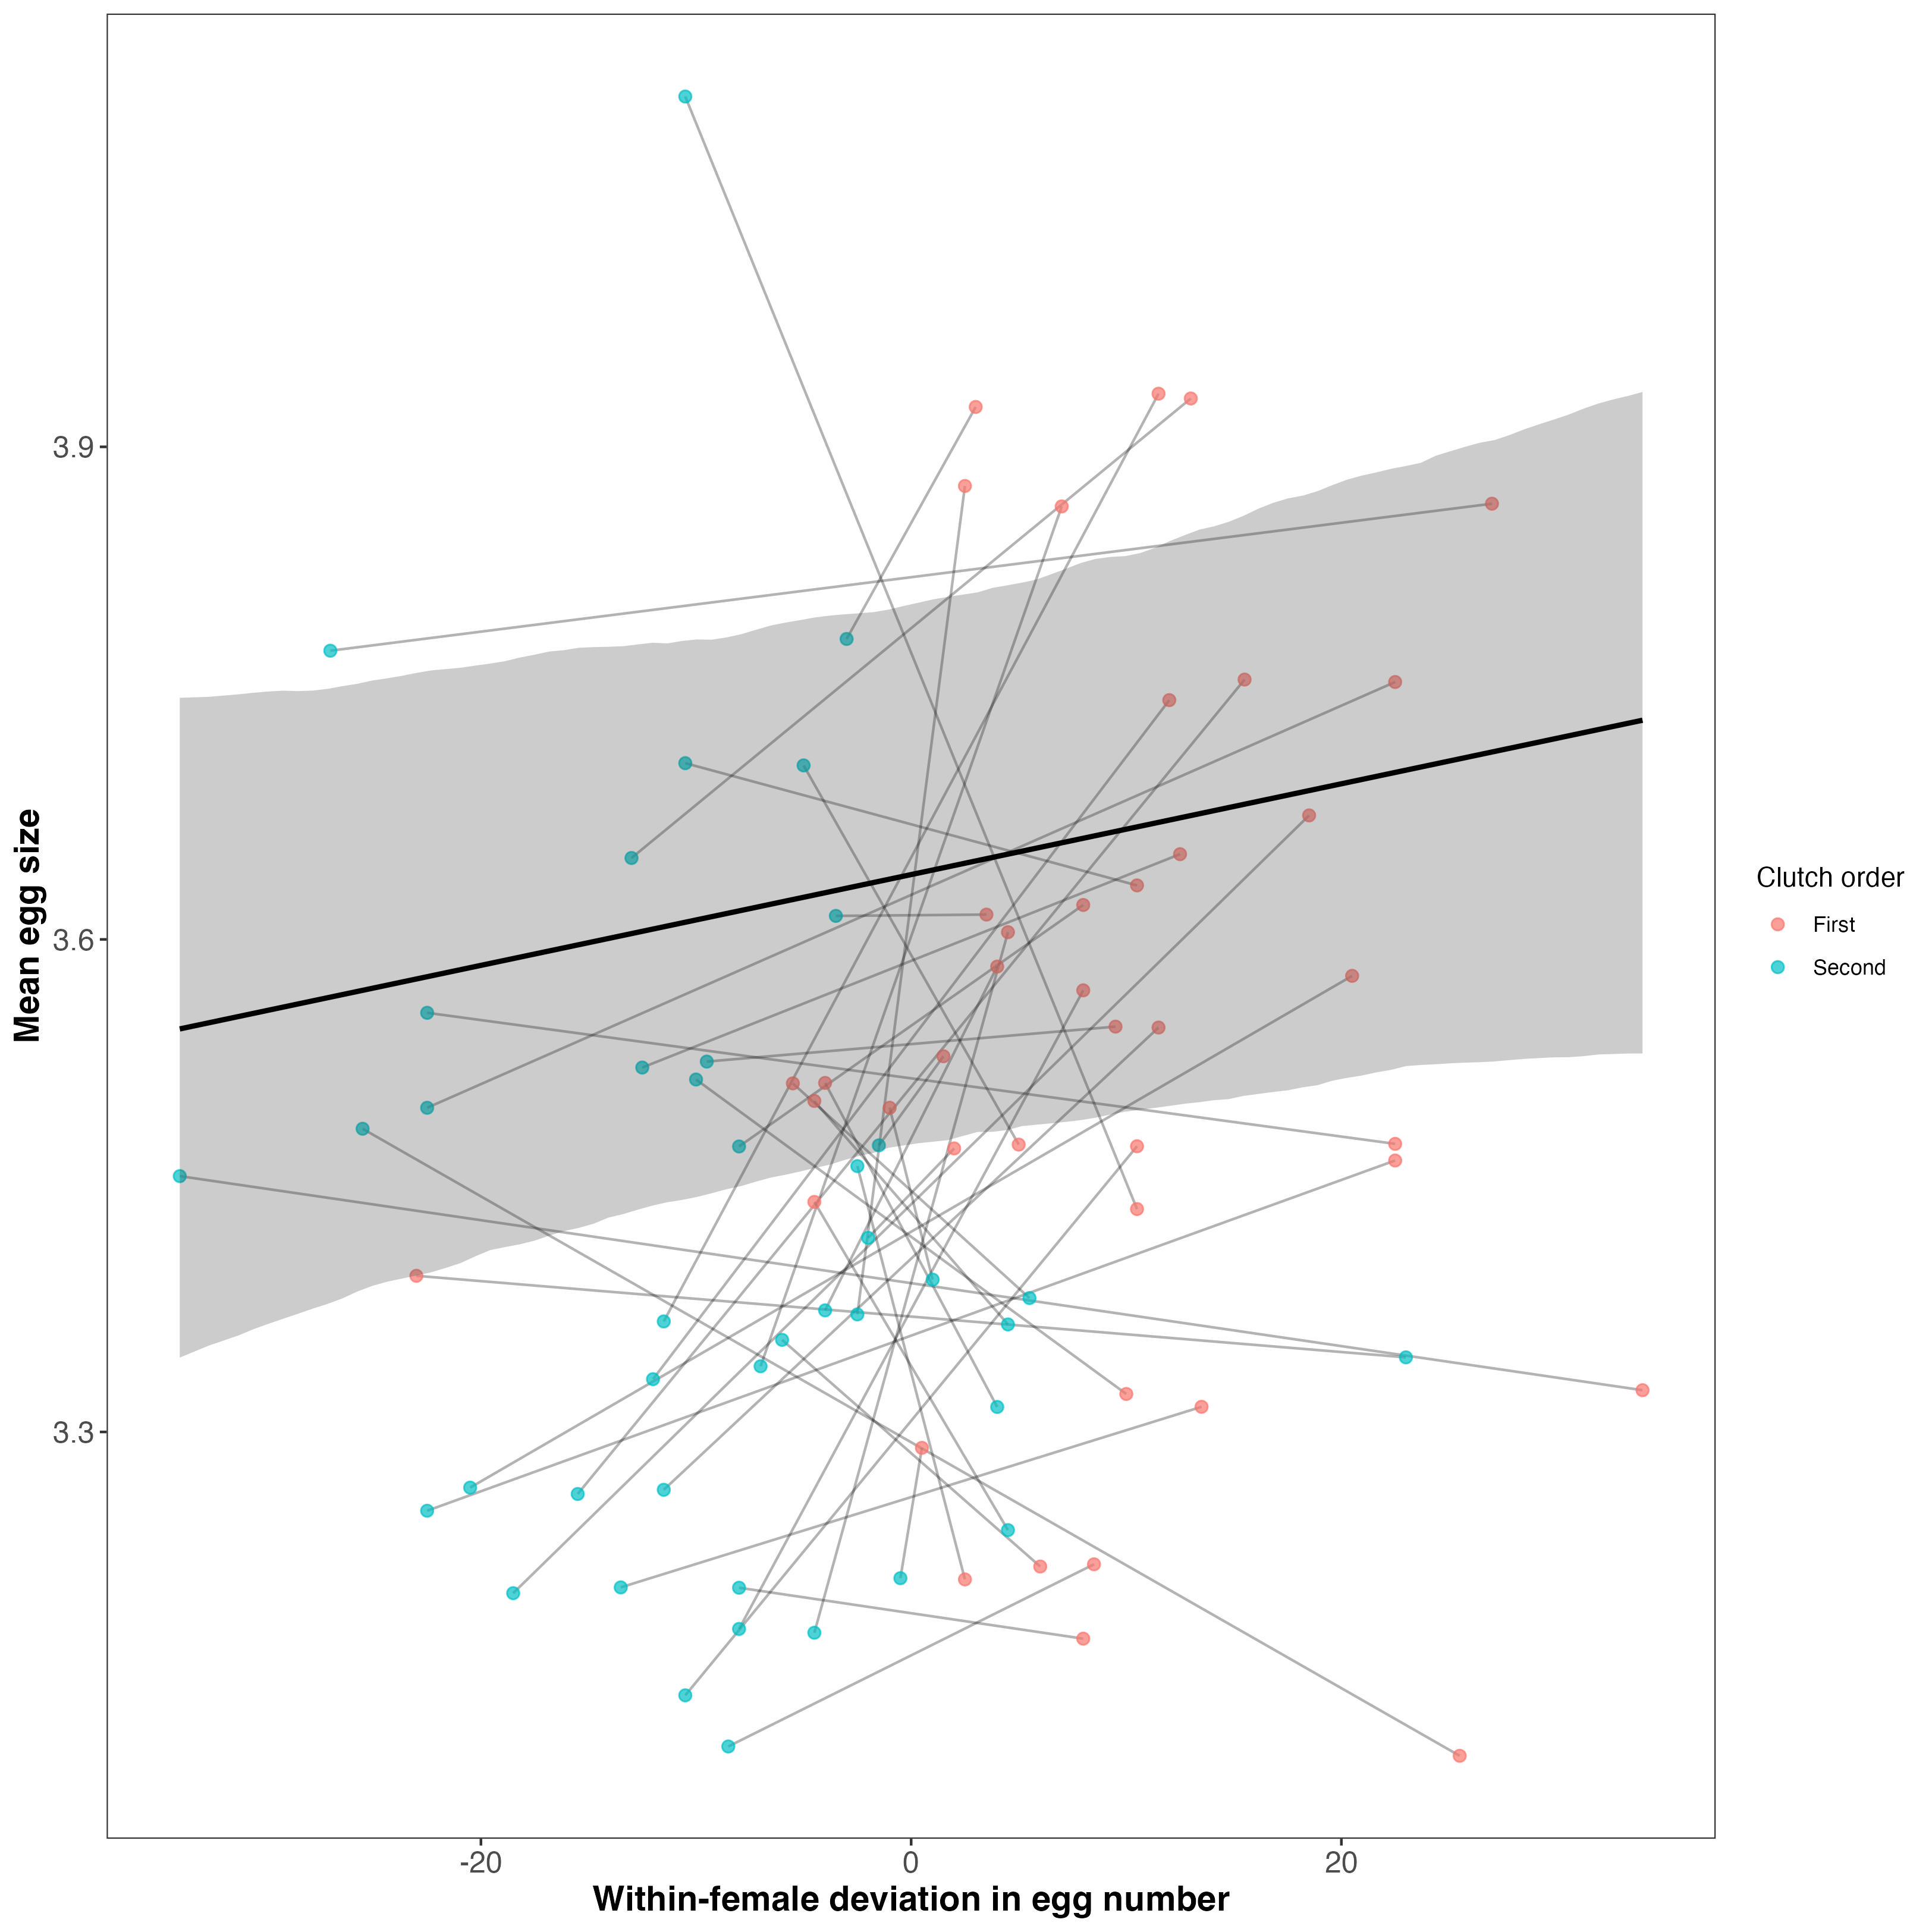 3.9
3.6
3.3
-20
0
20
Mean egg size
Within-female deviation in egg number
Clutch order
First
Second